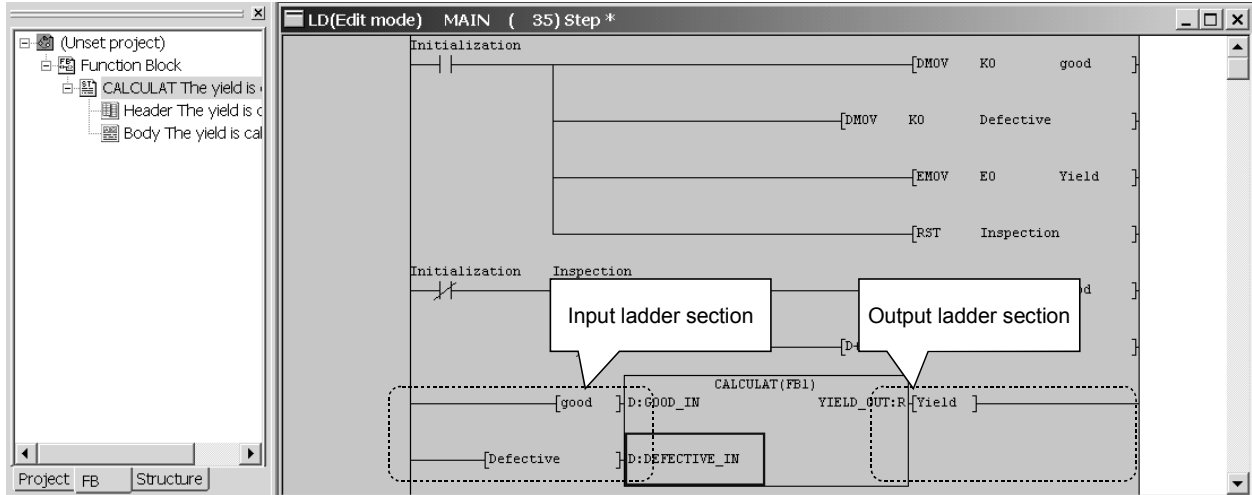 LD(Edit mode) MAIN ( 35) Step *
(Unset project)
Function Block
CALCULAT The yield is
Header The yield is
Body The yield is cal
Project FB Structure
Initialization
[DMOV K0 good ]
[DMOV K0 Defective ]
[EMOV E0 Yield ]
[RST Inspection ]
Initialization Inspection
Input ladder section
Output ladder section
CALCULAT(FB1)
[good ] D:GOOD_IN YIELD_OUT:R [Yield ]
[Defective ] D:DEFECTIVE_IN